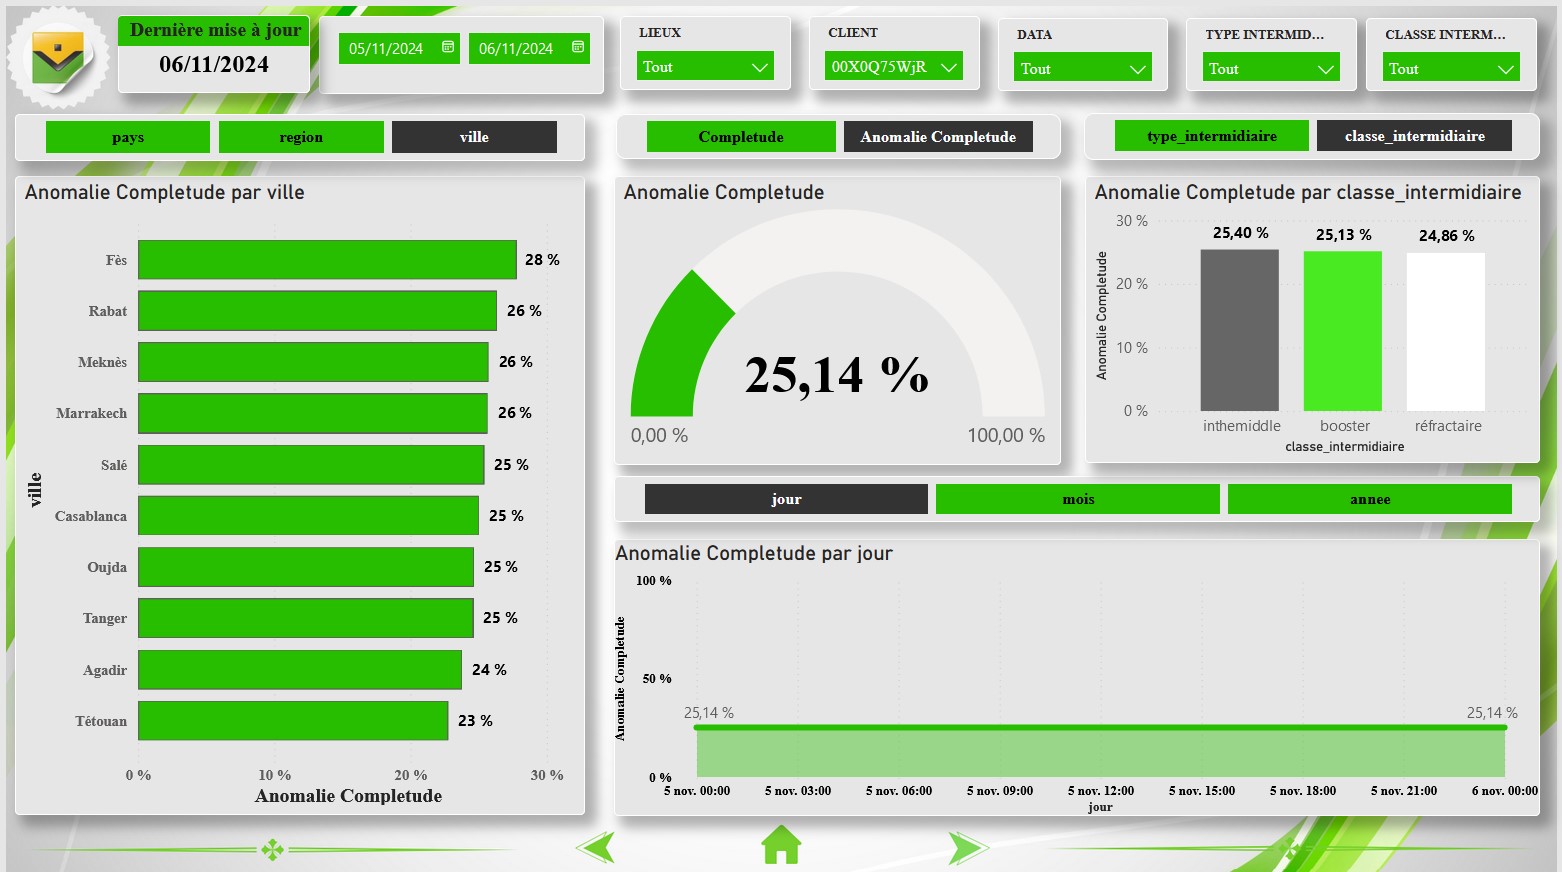 Dernière mise à jour
06/11/2024
05/11/2024
06/11/2024
LIEUX
Tout
CLIENT
00X0Q75WjR
DATA
Tout
TYPE INTERMID...
Tout
CLASSE INTERM...
Tout
pays
region
ville
Completude
Anomalie Completude
type_intermidiaire
classe_intermidiaire
Anomalie Completude par ville
ville
Fès
28 %
Rabat
26 %
Meknès
26 %
Marrakech
26 %
Salé
25 %
Casablanca
25 %
Oujda
25 %
Tanger
25 %
Agadir
24 %
Tétouan
23 %
0 %
10 %
20 %
30 %
Anomalie Completude
Anomalie Completude
25,14 %
0,00 %
100,00 %
Anomalie Completude par classe_intermidiaire
Anomalie Completude
30 %
20 %
10 %
0 %
25,40 %
25,13 %
24,86 %
inthemiddle
booster
réfractaire
classe_intermidiaire
jour
mois
annee
Anomalie Completude par jour
Anomalie Completude
100 %
50 %
0 %
25,14 %
25,14 %
5 nov. 00:00
5 nov. 03:00
5 nov. 06:00
5 nov. 09:00
5 nov. 12:00
5 nov. 15:00
5 nov. 18:00
5 nov. 21:00
6 nov. 00:00
jour